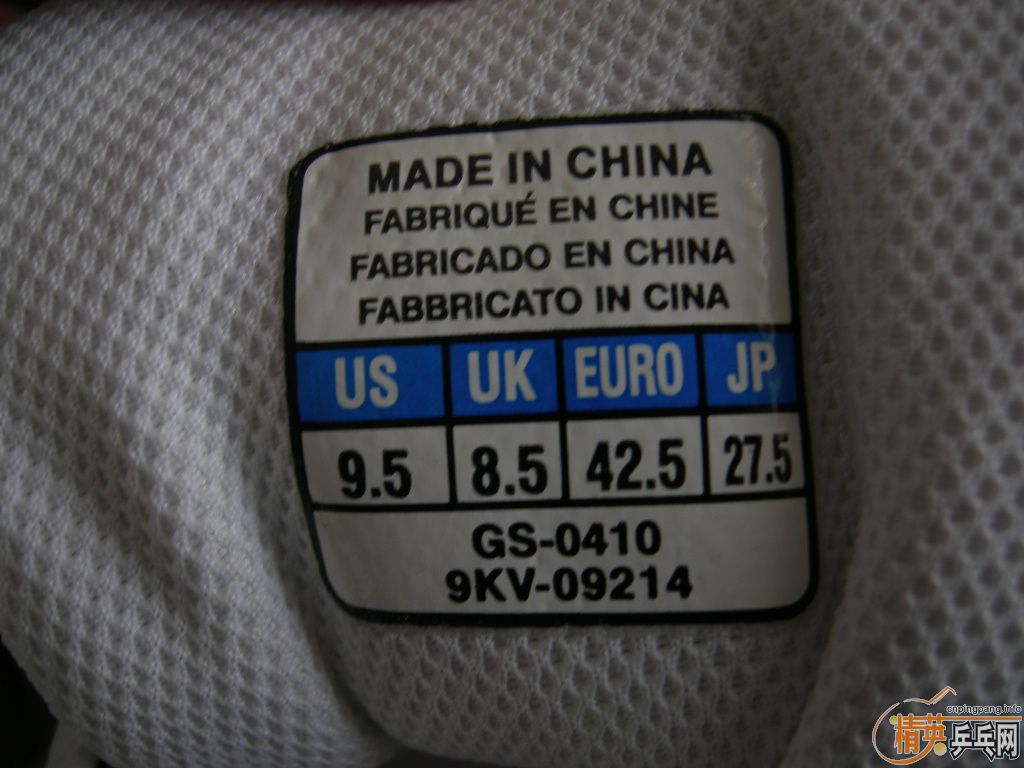 MADE IN CHINA
FABRIQUÉ EN CHINE
FABRICADO EN CHINA
FABBRICATO IN CINA
US UK EURO JP
9.5 8.5 42.5 27.5
GS-0410
9KV-09214
cnpingpang.info
精英乒乓网